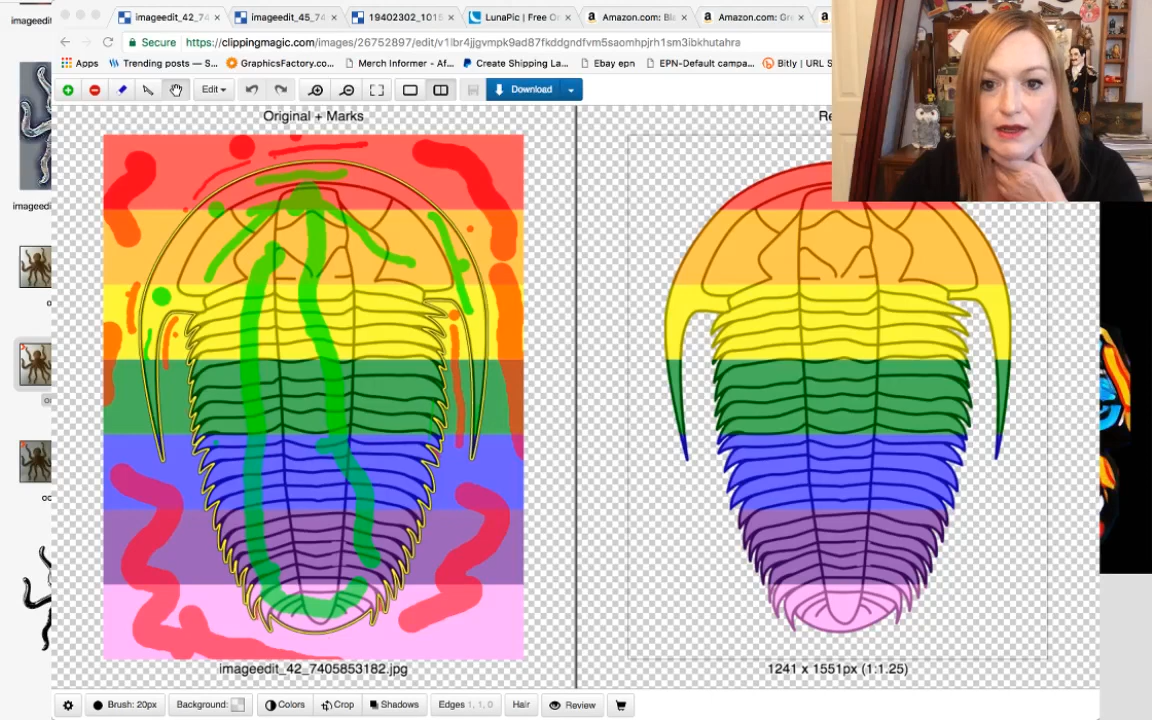 imageedit_42_74
imageedit_45_74
19402302_1015
LunaPic | Free O
Amazon.com: Bl
Amazon.com: Gr
Secure
https://clippingmagic.com/images/26752897/edit/v1lbr4jjgvmpk9ad87fkddgndfvm5saomhpjrh1sm3ibkhutahra
Apps
Trending posts — S...
GraphicsFactory.co...
Merch Informer - Af...
Create Shipping La...
Ebay epn
EPN-Default campa...
Bitly | URL S
Edit
Download
Original + Marks
Re
imageedi
imageedit_42_7405853182.jpg
1241 x 1551px (1:1.25)
Brush: 20px
Background:
Colors
Crop
Shadows
Edges 1, 1, 0
Hair
Review